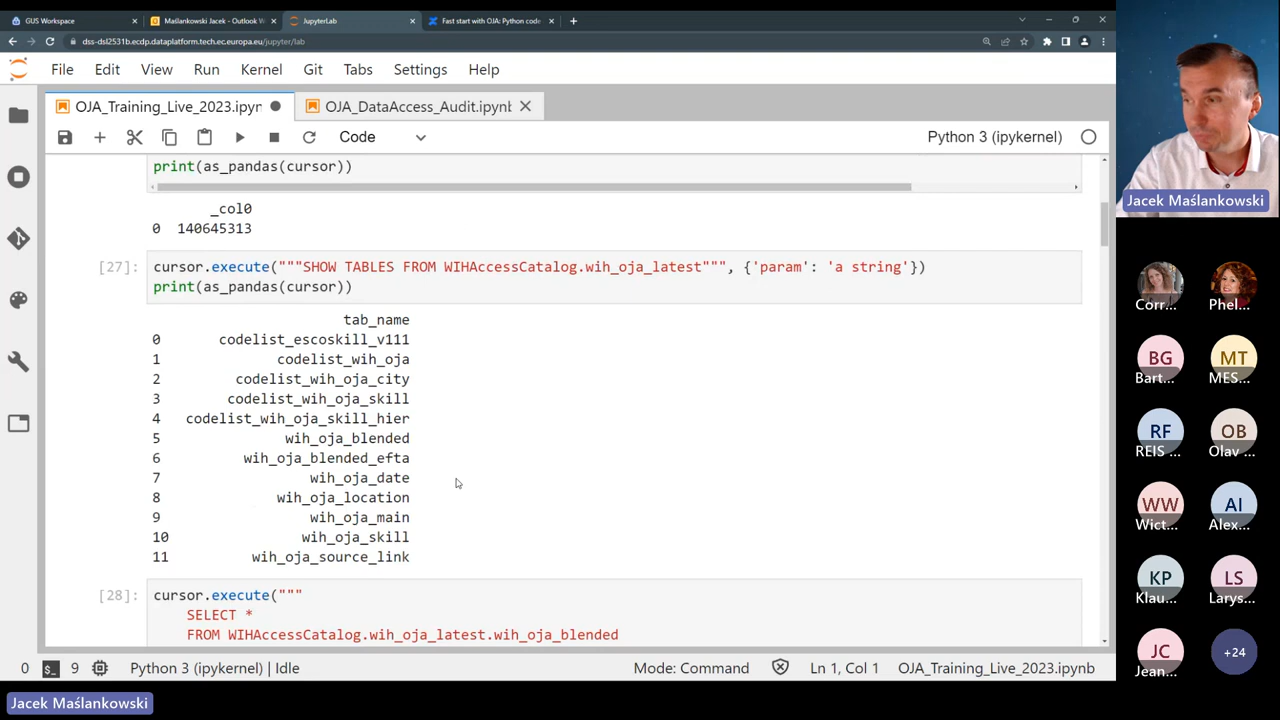 GUS Workspace
Maślankowski Jacek - Outlook W
JupyterLab
Fast start with OJA: Python code
dss-dsl2531b.ecdp.dataplatform.tech.ec.europa.eu/jupyter/lab
File Edit View Run Kernel Git Tabs Settings Help
OJA_Training_Live_2023.ipyn
OJA_DataAccess_Audit.ipynb
Code
Python 3 (ipykernel)
print(as_pandas(cursor))
_col0
0 140645313
[27]: cursor.execute("""SHOW TABLES FROM WIHAccessCatalog.wih_oja_latest""", {'param': 'a string'})
print(as_pandas(cursor))
tab_name
0 codelist_escoskill_v111
1 codelist_wih_oja
2 codelist_wih_oja_city
3 codelist_wih_oja_skill
4 codelist_wih_oja_skill_hier
5 wih_oja_blended
6 wih_oja_blended_efta
7 wih_oja_date
8 wih_oja_location
9 wih_oja_main
10 wih_oja_skill
11 wih_oja_source_link
[28]: cursor.execute("""
SELECT *
FROM WIHAccessCatalog.wih_oja_latest.wih_oja_blended
0 9 Python 3 (ipykernel) | Idle Mode: Command Ln 1, Col 1 OJA_Training_Live_2023.ipynb
Jacek Maślankowski
Jacek Maślankowski
Corr... Phel...
BG MT
Bart... MES...
RF OB
REIS ... Olav ...
WW AI
Wict... Alex...
KP LS
Klau... Larys...
JC +24
Jean...